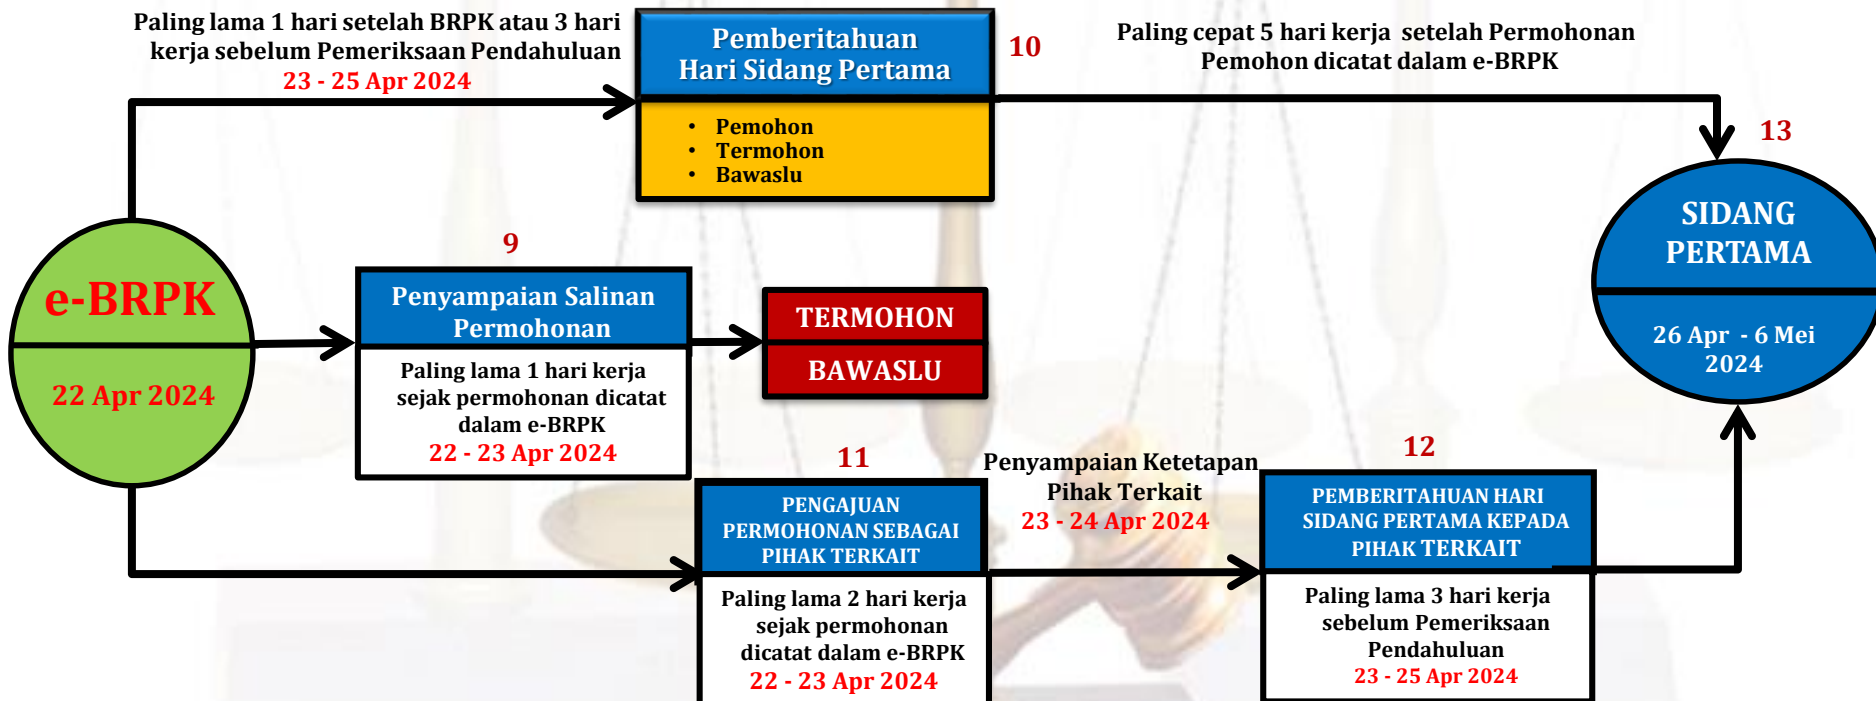 Paling lama 1 hari setelah BRPK atau 3 hari
kerja sebelum Pemeriksaan Pendahuluan
23 - 25 Apr 2024
Pemberitahuan
Hari Sidang Pertama
• Pemohon
• Termohon
• Bawaslu
10
Paling cepat 5 hari kerja setelah Permohonan
Pemohon dicatat dalam e-BRPK
13
SIDANG
PERTAMA
26 Apr - 6 Mei
2024
e-BRPK
22 Apr 2024
9
Penyampaian Salinan
Permohonan
Paling lama 1 hari kerja
sejak permohonan dicatat
dalam e-BRPK
22 - 23 Apr 2024
TERMOHON
BAWASLU
11
PENGAJUAN
PERMOHONAN SEBAGAI
PIHAK TERKAIT
Paling lama 2 hari kerja
sejak permohonan
dicatat dalam e-BRPK
22 - 23 Apr 2024
Penyampaian Ketetapan
Pihak Terkait
23 - 24 Apr 2024
12
PEMBERITAHUAN HARI
SIDANG PERTAMA KEPADA
PIHAK TERKAIT
Paling lama 3 hari kerja
sebelum Pemeriksaan
Pendahuluan
23 - 25 Apr 2024